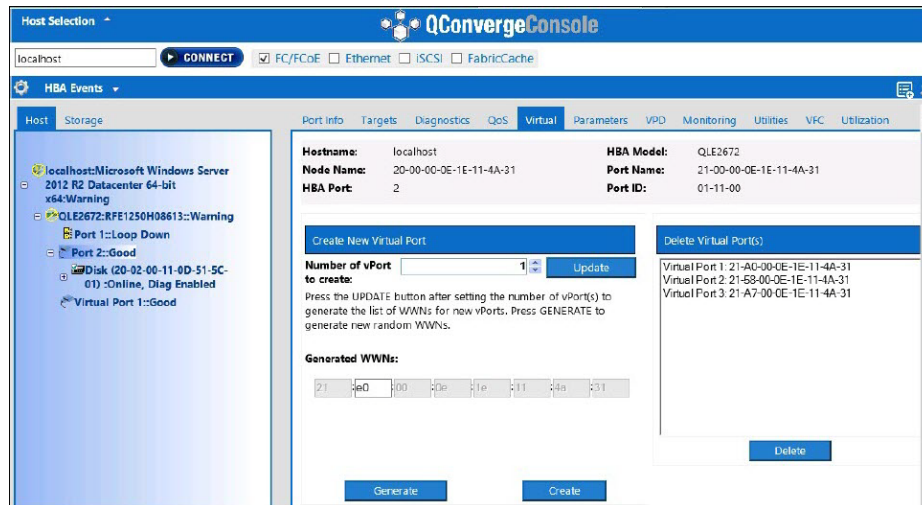 Host Selection
QConvergeConsole
localhost
CONNECT
FC/FCoE Ethernet iSCSI FabricCache
HBA Events
Host Storage
localhost:Microsoft Windows Server
2012 R2 Datacenter 64-bit
x64:Warning
QLE2672:RFE1250H08613::Warning
Port 1::Loop Down
Port 2::Good
Disk (20-02-00-11-0D-51-5C-
01) :Online, Diag Enabled
Virtual Port 1::Good
Port Info Targets Diagnostics QoS Virtual Parameters VPD Monitoring Utilities VFC Utilization
Hostname: localhost HBA Model: QLE2672
Node Name: 20-00-00-0E-1E-11-4A-31 Port Name: 21-00-00-0E-1E-11-4A-31
HBA Port: 2 Port ID: 01-11-00
Create New Virtual Port
Number of vPort 1 Update
to create:
Press the UPDATE button after setting the number of vPort(s) to
generate the list of WWNs for new vPorts. Press GENERATE to
generate new random WWNs.
Generated WWNs:
21 :e0 :00 :0e :1e :11 :4a :31
Generate Create
Delete Virtual Port(s)
Virtual Port 1: 21-A0-00-0E-1E-11-4A-31
Virtual Port 2: 21-58-00-0E-1E-11-4A-31
Virtual Port 3: 21-A7-00-0E-1E-11-4A-31
Delete